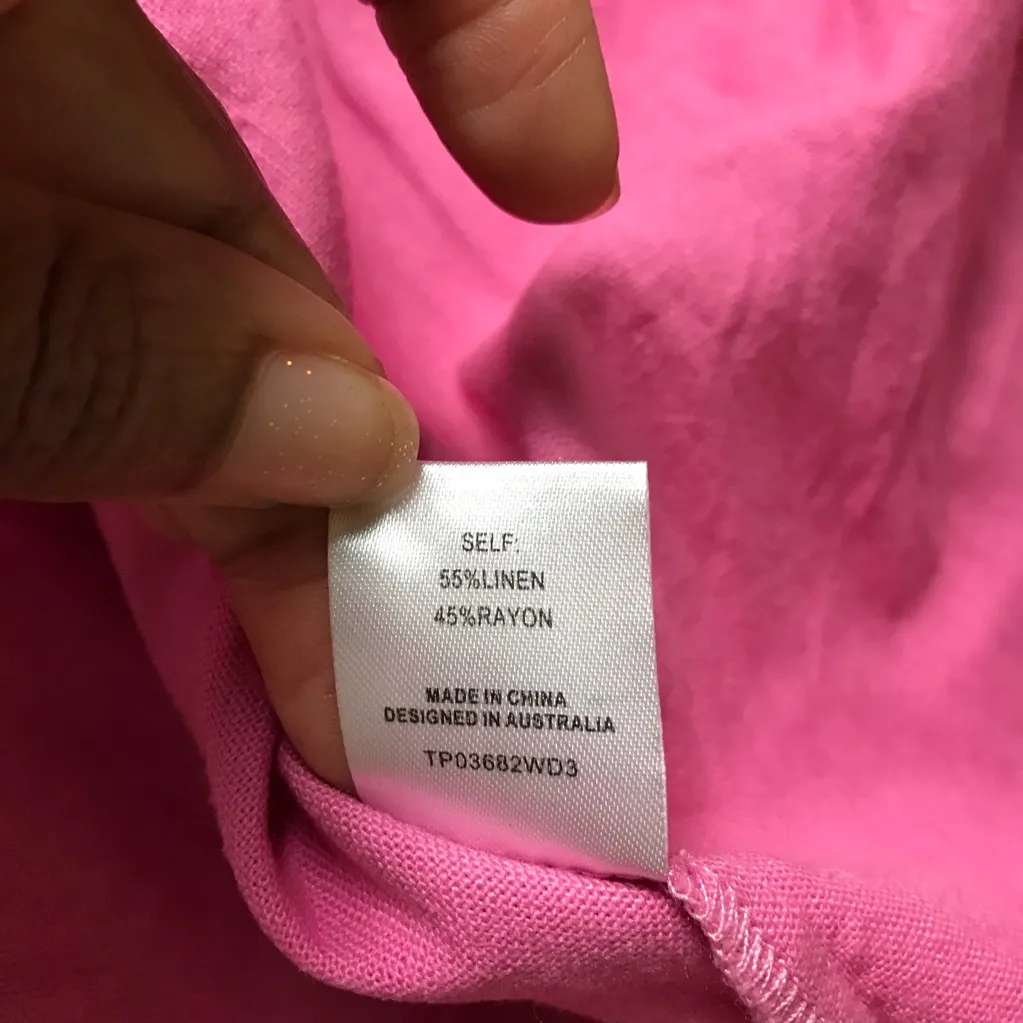 SELF:
55%LINEN
45%RAYON
MADE IN CHINA
DESIGNED IN AUSTRALIA
TP03682WD3